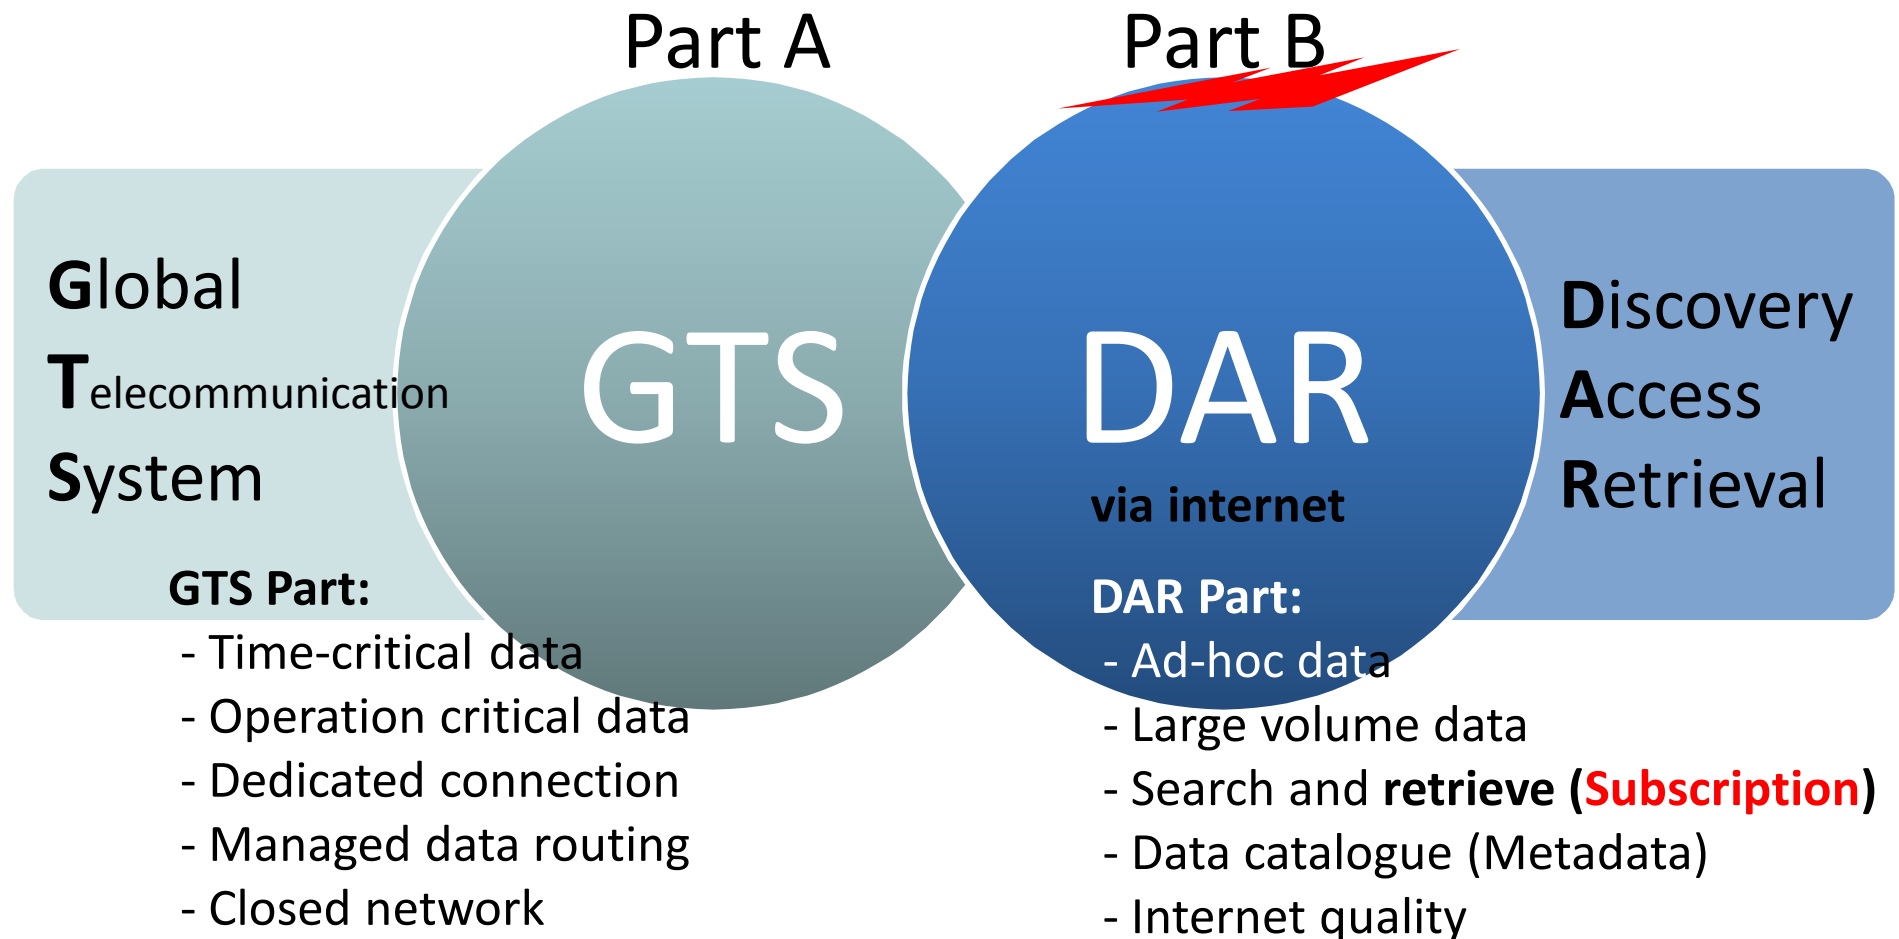 Part A
Part B
Global
Telecommunication
System
GTS
DAR
via internet
Discovery
Access
Retrieval
GTS Part:
- Time-critical data
- Operation critical data
- Dedicated connection
- Managed data routing
- Closed network
DAR Part:
- Ad-hoc data
- Large volume data
- Search and retrieve (Subscription)
- Data catalogue (Metadata)
- Internet quality